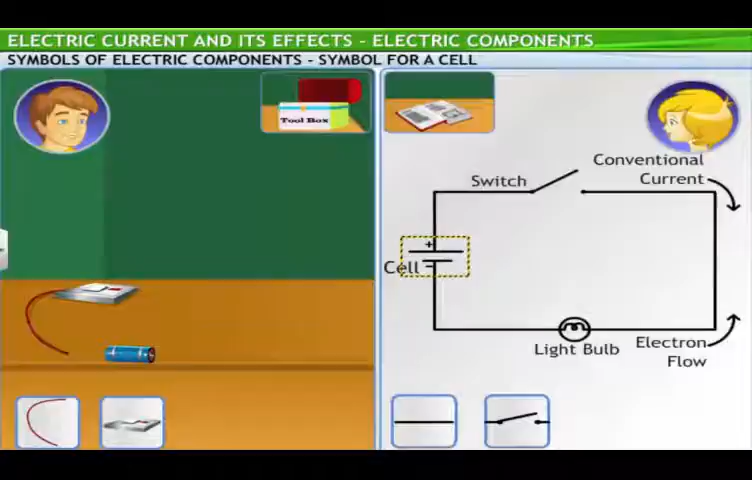 ELECTRIC CURRENT AND ITS EFFECTS - ELECTRIC COMPONENTS
SYMBOLS OF ELECTRIC COMPONENTS - SYMBOL FOR A CELL
Tool Box
Conventional
Current
Switch
+
Cell
-
Light Bulb
Electron
Flow